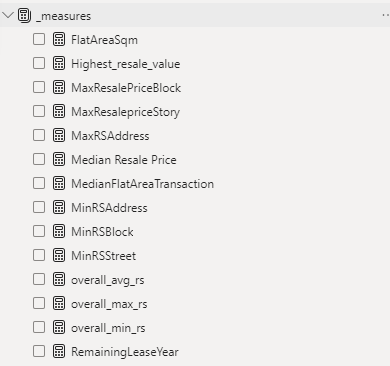 _measures
FlatAreaSqm
Highest_resale_value
MaxResalePriceBlock
MaxResalepriceStory
MaxRSAddress
Median Resale Price
MedianFlatAreaTransaction
MinRSAddress
MinRSBlock
MinRSStreet
overall_avg_rs
overall_max_rs
overall_min_rs
RemainingLeaseYear